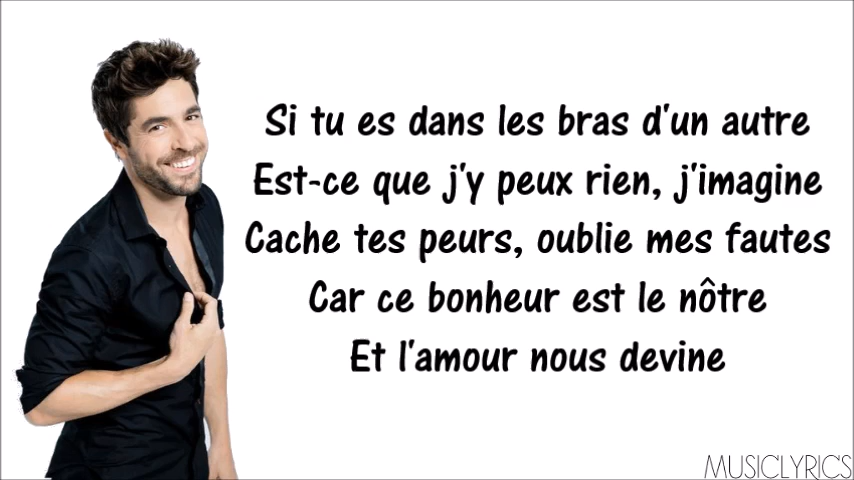 Si tu es dans les bras d'un autre
Est-ce que j'y peux rien, j'imagine
Cache tes peurs, oublie mes fautes
Car ce bonheur est le nôtre
Et l'amour nous devine
MUSICLYRICS